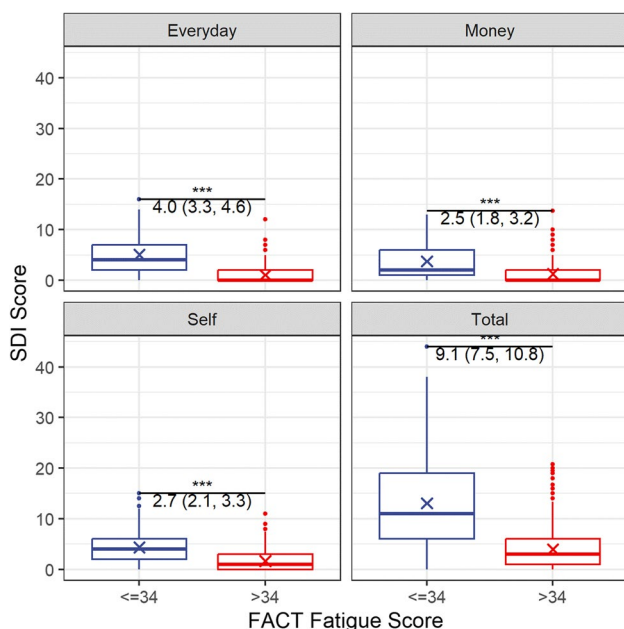 Everyday
Money
40
30
20
10
0
***
4.0 (3.3, 4.6)
***
2.5 (1.8, 3.2)
SDI Score
Self
Total
40
30
20
10
0
***
2.7 (2.1, 3.3)
***
9.1 (7.5, 10.8)
<=34
>34
<=34
>34
FACT Fatigue Score